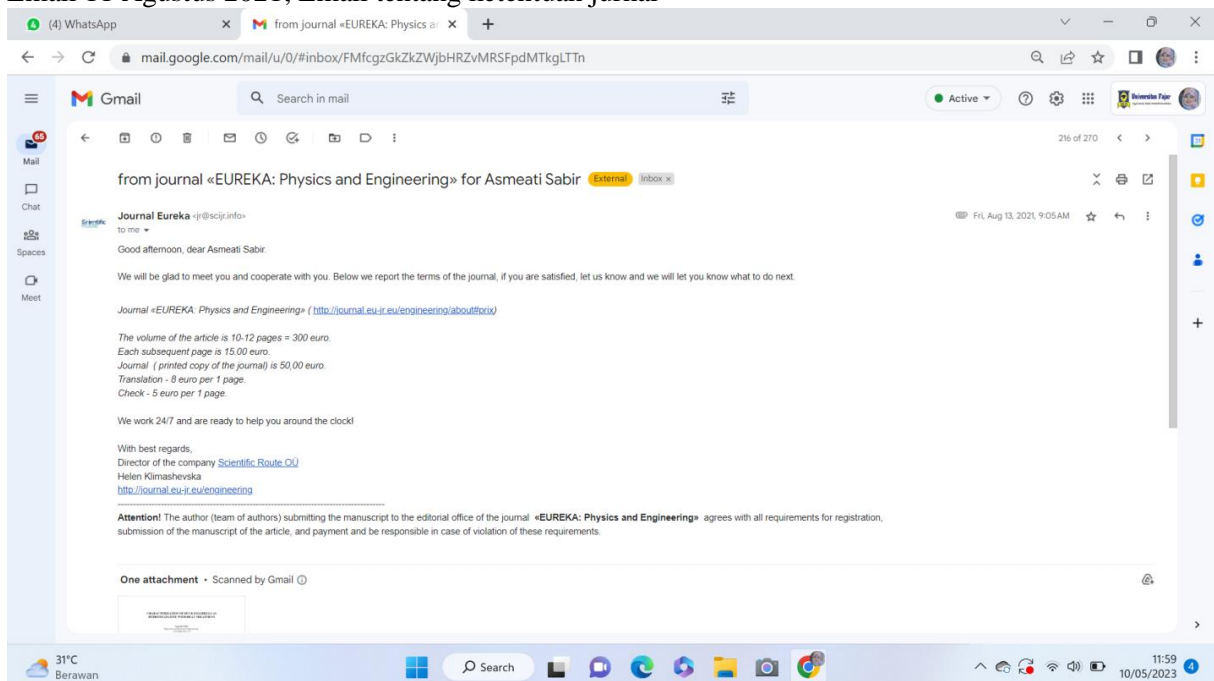 Email 11 Agustus 2021, Email tentang ketentuan jurnal
(4) WhatsApp
from journal «EUREKA: Physics an
mail.google.com/mail/u/0/#inbox/FMfcgzGkZkZWjbHRZvMRSFpdMTkgLTTn
Gmail
Search in mail
Active
65
Mail
Chat
Spaces
Meet
216 of 270
from journal «EUREKA: Physics and Engineering» for Asmeati Sabir External Inbox x
Journal Eureka <jr@scijr.info>
Fri, Aug 13, 2021, 9:05 AM
to me
Good afternoon, dear Asmeati Sabir.
We will be glad to meet you and cooperate with you. Below we report the terms of the journal, if you are satisfied, let us know and we will let you know what to do next.
Journal «EUREKA: Physics and Engineering» ( http://journal.eu-jr.eu/engineering/about#prix)
The volume of the article is 10-12 pages = 300 euro.
Each subsequent page is 15.00 euro.
Journal ( printed copy of the journal) is 50,00 euro.
Translation - 8 euro per 1 page.
Check - 5 euro per 1 page.
We work 24/7 and are ready to help you around the clock!
With best regards,
Director of the company Scientific Route OÜ
Helen Klimashevska
http://journal.eu-jr.eu/engineering
Attention! The author (team of authors) submitting the manuscript to the editorial office of the journal «EUREKA: Physics and Engineering» agrees with all requirements for registration,
submission of the manuscript of the article, and payment and be responsible in case of violation of these requirements.
One attachment • Scanned by Gmail
31°C
Berawan
Search
11:59
10/05/2023
4